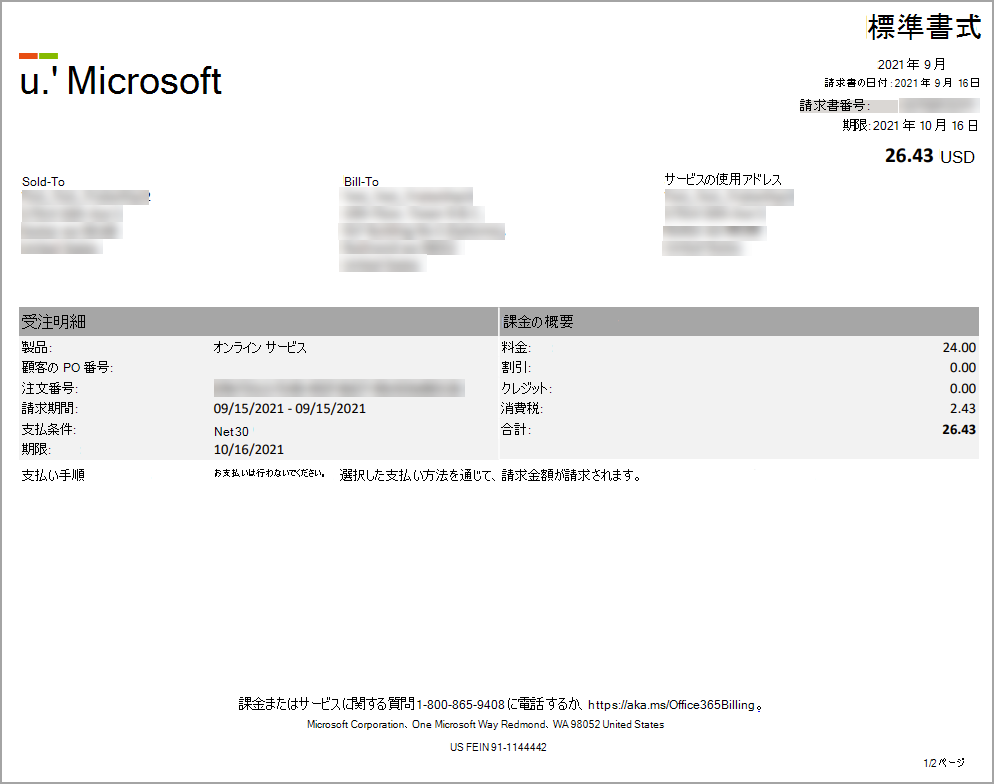 標準書式
u.' Microsoft
2021 年 9 月
請求書の日付: 2021 年 9 月 16 日
請求書番号:
期限: 2021 年 10 月 16 日
26.43 USD
Sold-To
Bill-To
サービスの使用アドレス
受注明細
製品: オンライン サービス
顧客の PO 番号:
注文番号:
請求期間: 09/15/2021 - 09/15/2021
支払条件: Net30
期限: 10/16/2021
課金の概要
料金: 24.00
割引: 0.00
クレジット: 0.00
消費税: 2.43
合計: 26.43
支払い手順 お支払いは行わないでください。 選択した支払い方法を通じて、請求金額が請求されます。
課金またはサービスに関する質問 1-800-865-9408 に電話するか、https://aka.ms/Office365Billing。
Microsoft Corporation、One Microsoft Way Redmond、WA 98052 United States
US FEIN 91-1144442
1/2 ページ